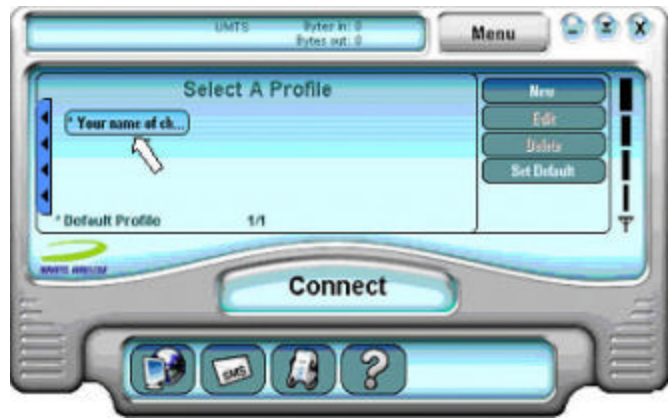 UMTS
Bytes in: 0
Bytes out: 0
Menu
X
Select A Profile
* Your name of ch...
New
Edit
Delete
Set Default
* Default Profile 1/1
Connect
SMS
?